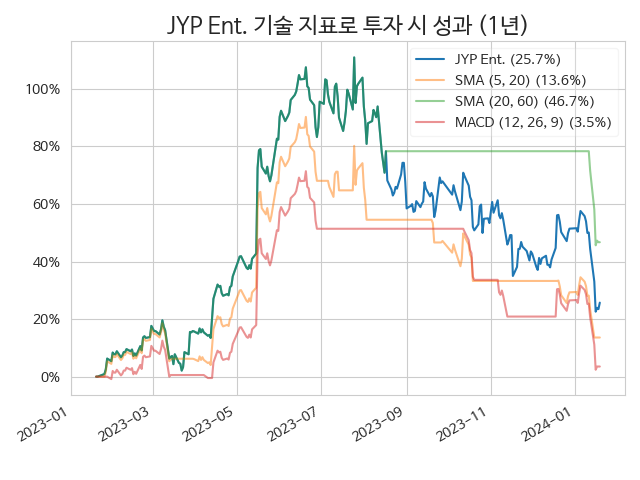 JYP Ent. 기술 지표로 투자 시 성과 (1년)
JYP Ent. (25.7%)
SMA (5, 20) (13.6%)
SMA (20, 60) (46.7%)
MACD (12, 26, 9) (3.5%)
100%
80%
60%
40%
20%
0%
2023-01
2023-03
2023-05
2023-07
2023-09
2023-11
2024-01